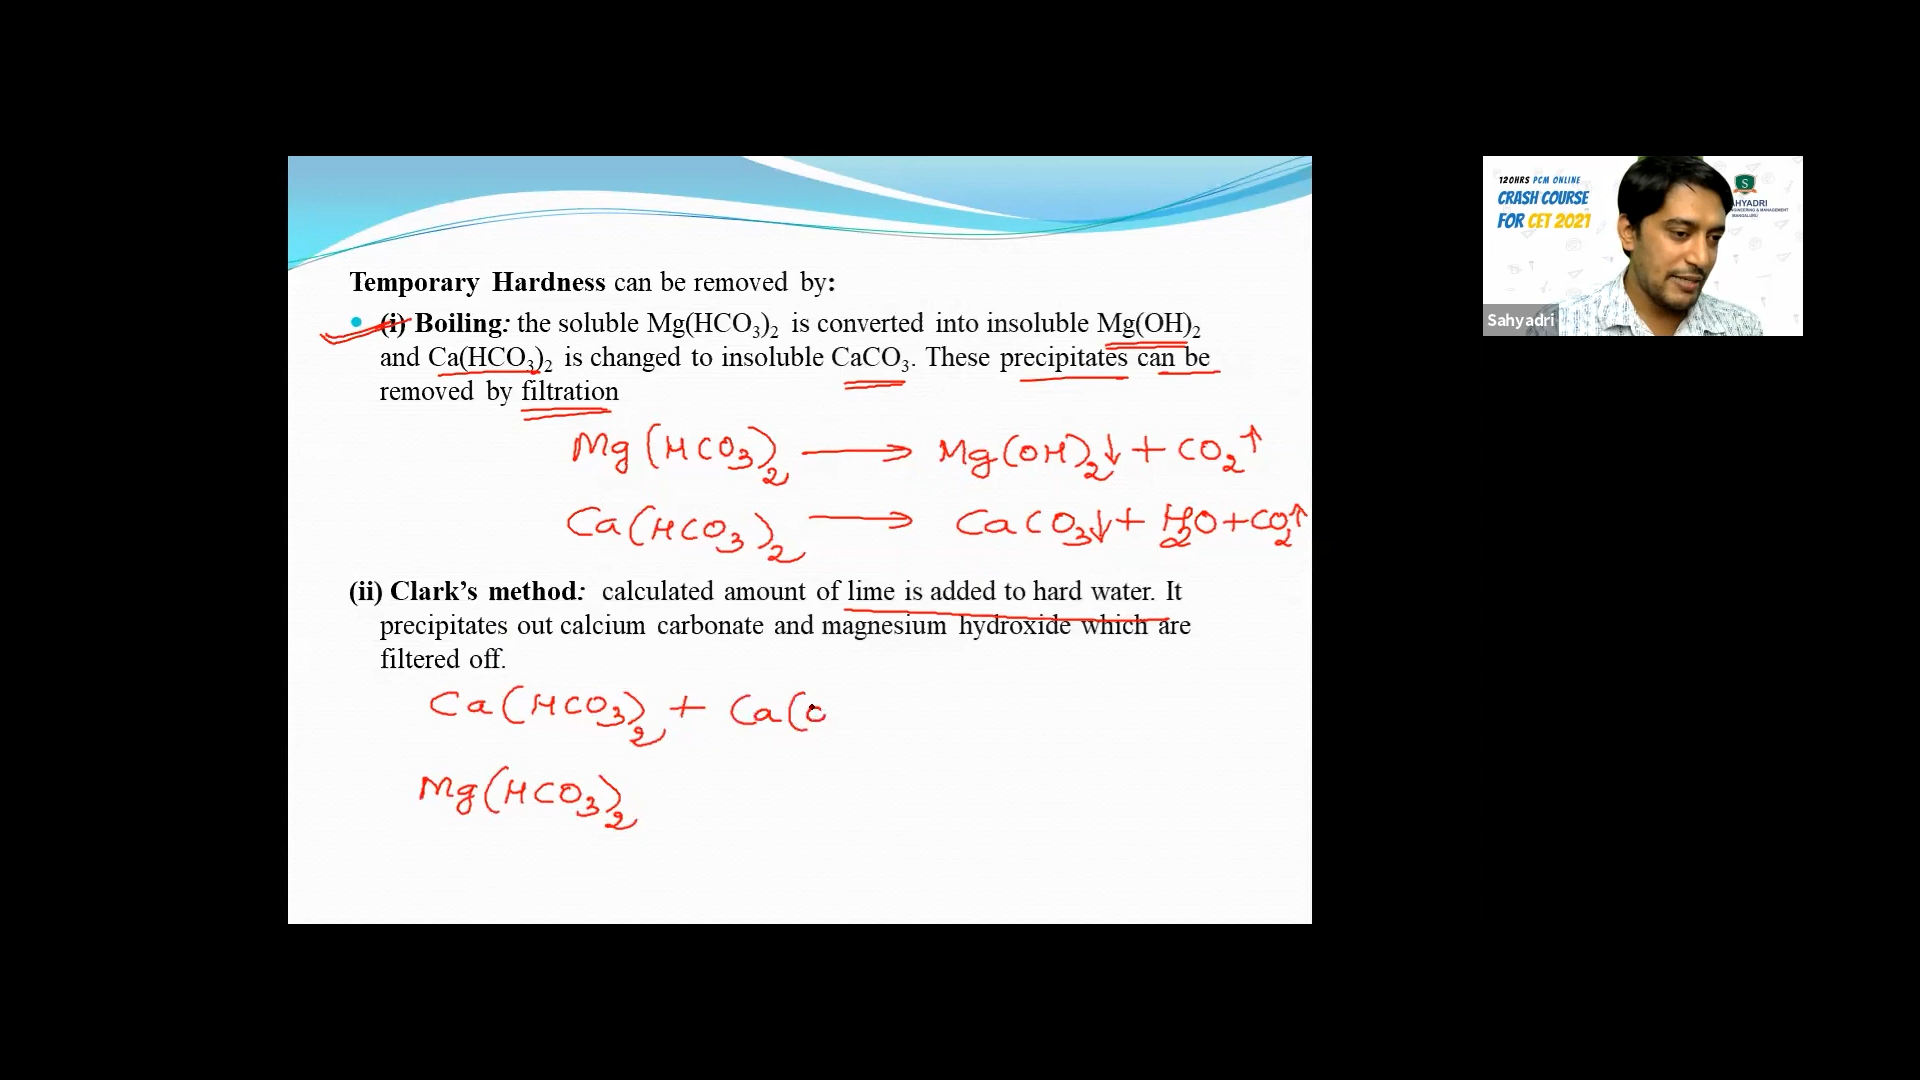 Temporary Hardness can be removed by:
• (i) Boiling: the soluble Mg(HCO₃)₂ is converted into insoluble Mg(OH)₂
and Ca(HCO₃)₂ is changed to insoluble CaCO₃. These precipitates can be
removed by filtration
Mg(HCO₃)₂ → Mg(OH)₂↓ + CO₂↑
Ca(HCO₃)₂ → CaCO₃↓ + H₂O + CO₂↑
(ii) Clark’s method: calculated amount of lime is added to hard water. It
precipitates out calcium carbonate and magnesium hydroxide which are
filtered off.
Ca(HCO₃)₂ + Ca(O
Mg(HCO₃)₂
120HRS PCM ONLINE
CRASH COURSE
FOR CET 2021
S
HYADRI
& MANAGEMENT
MANGALURU
Sahyadri